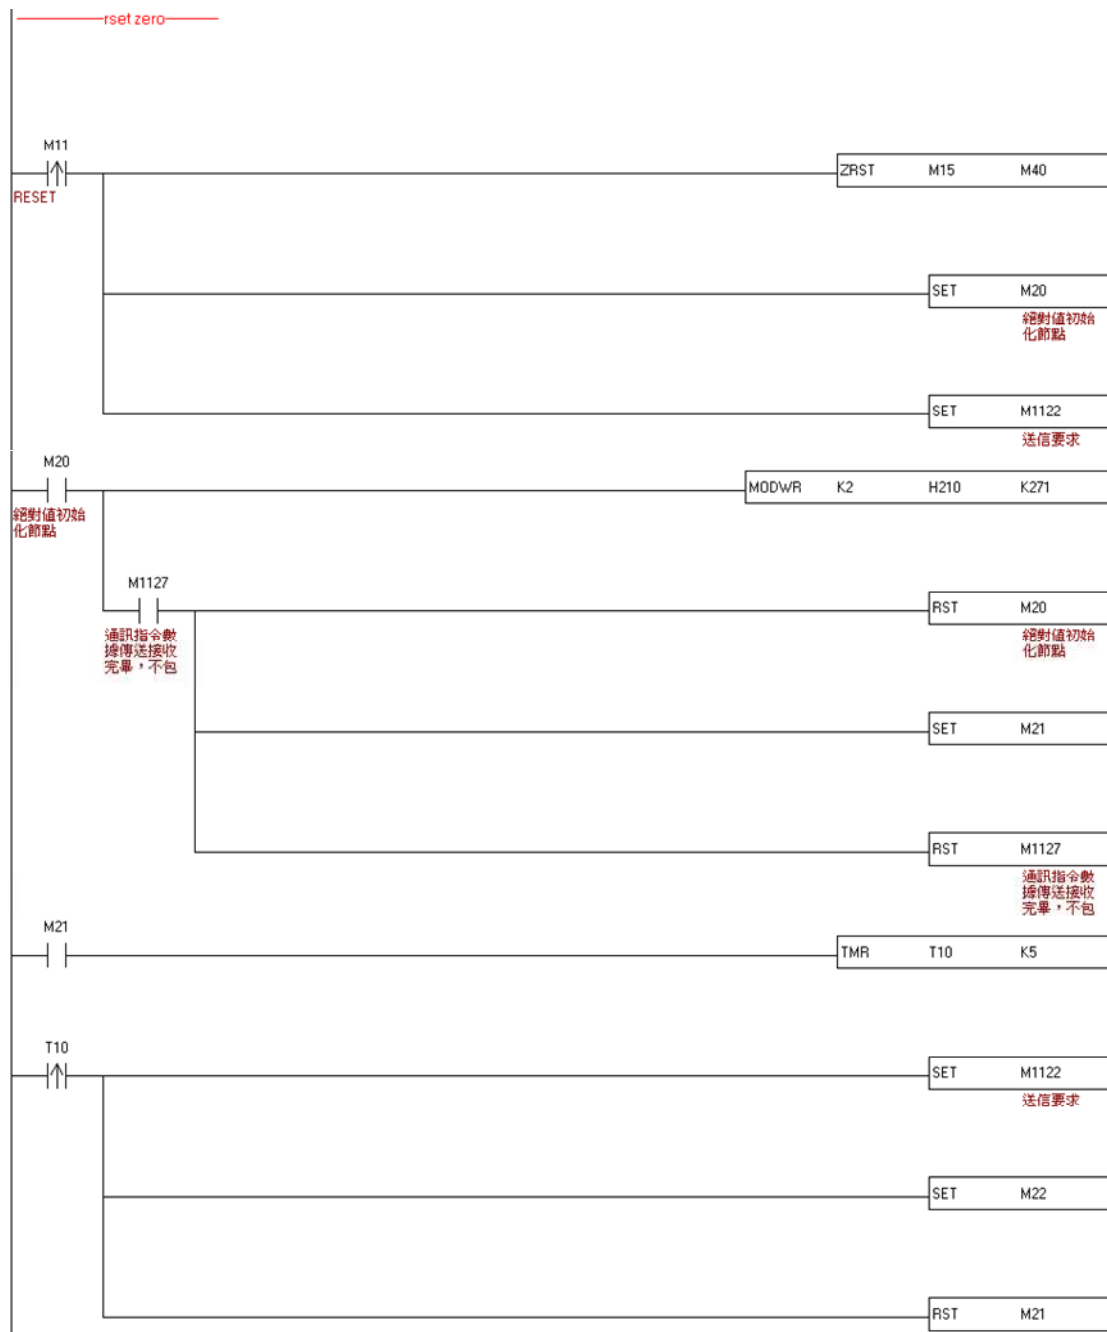 rset zero
M11
RESET
ZRST M15 M40
SET M20
絕對值初始
化節點
SET M1122
送信要求
M20
絕對值初始
化節點
MODWR K2 H210 K271
M1127
通訊指令數
據傳送接收
完畢，不包
RST M20
絕對值初始
化節點
SET M21
RST M1127
通訊指令數
據傳送接收
完畢，不包
M21
TMR T10 K5
T10
SET M1122
送信要求
SET M22
RST M21